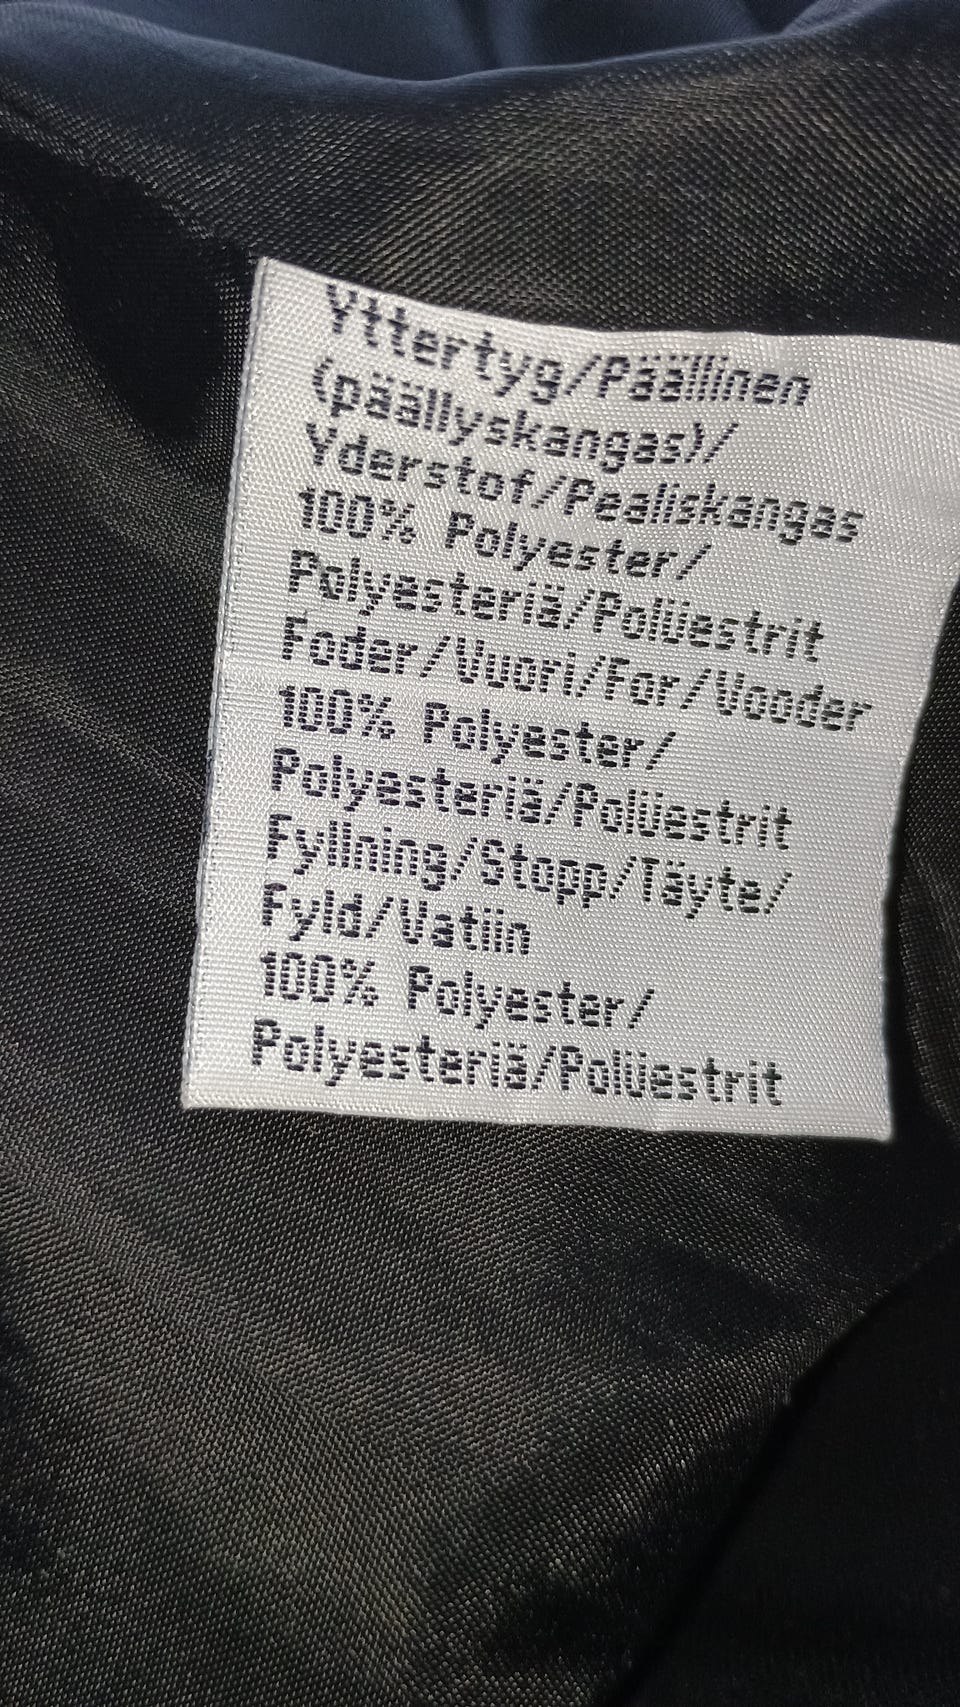 Yttertyg/Päällinen
(päällyskangas)/
Yderstof/Pealiskangas
100% Polyester/
Polyesteriä/Polüestrit
Foder/Vuori/For/Vooder
100% Polyester/
Polyesteriä/Polüestrit
Fyllning/Stopp/Täyte/
Fyld/Vatiin
100% Polyester/
Polyesteriä/Polüestrit